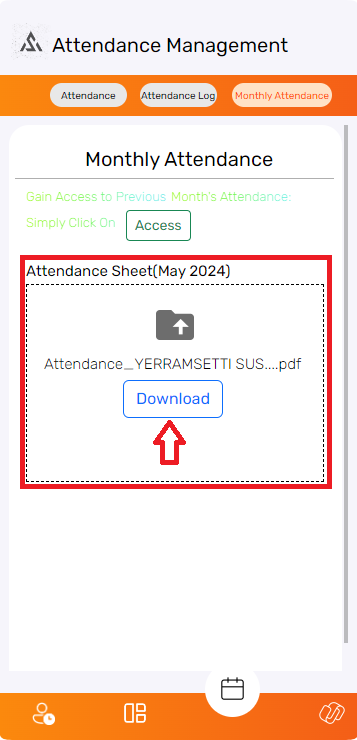 Attendance Management
Attendance Attendance Log Monthly Attendance
Monthly Attendance
Gain Access to Previous Month's Attendance:
Simply Click On Access
Attendance Sheet(May 2024)
Attendance_YERRAMSETTI SUS....pdf
Download